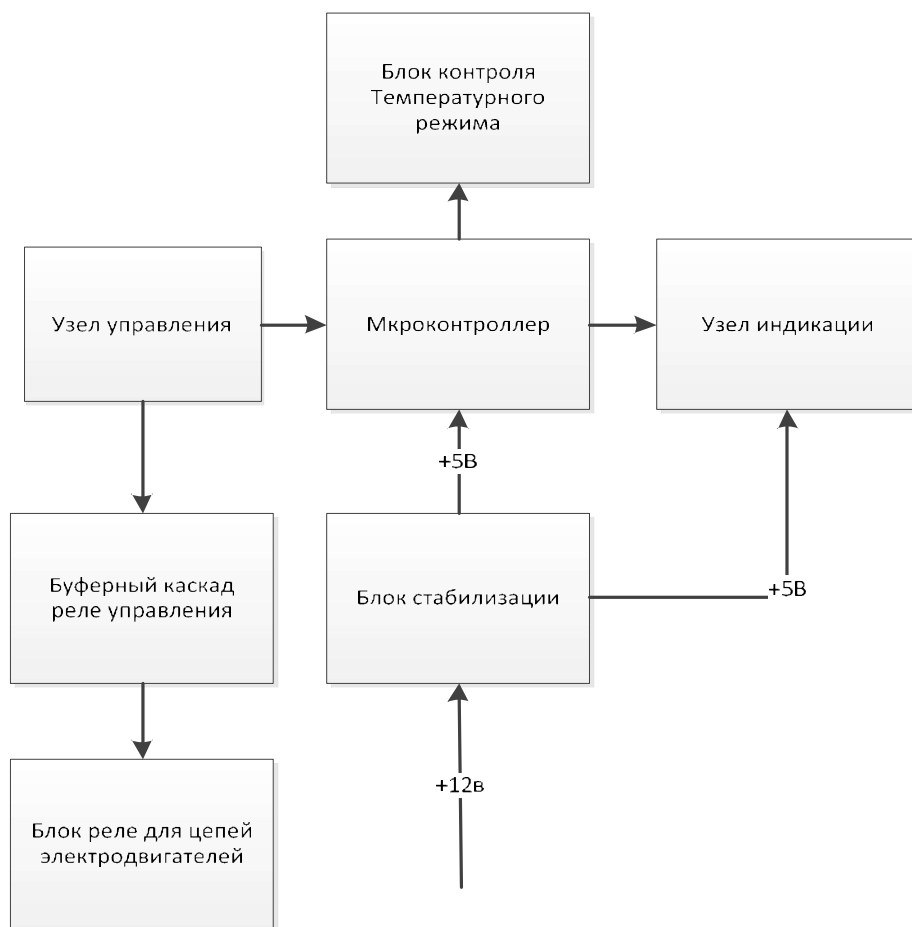 Блок контроля
Температурного
режима
Узел управления
Мкроконтроллер
Узел индикации
+5В
Буферный каскад
реле управления
Блок стабилизации
+5В
+12в
Блок реле для цепей
электродвигателей